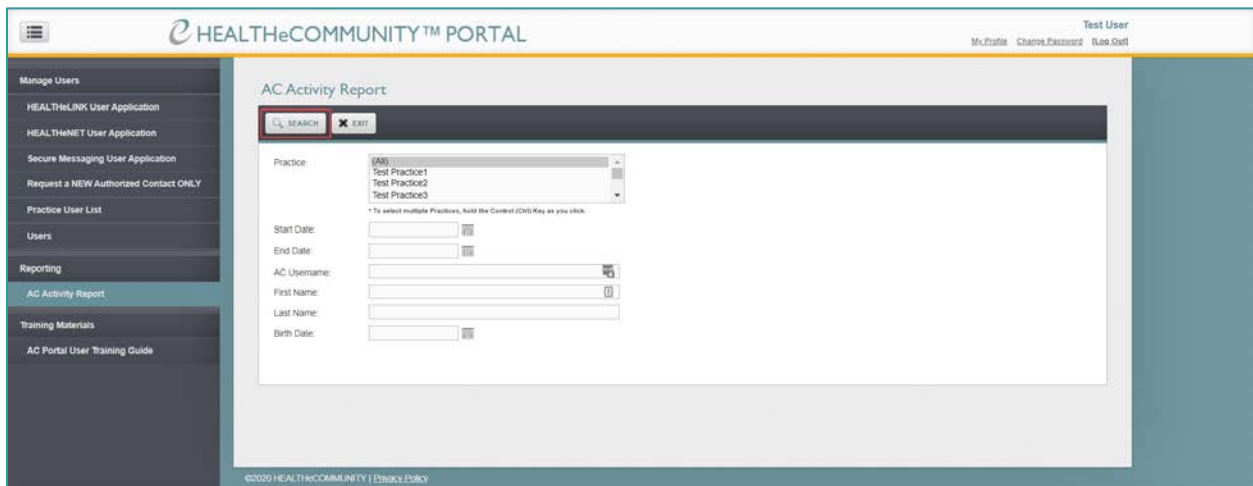 HEALTHeCOMMUNITY™ PORTAL
Test User
My Profile Change Password [Log Out]
Manage Users
HEALTHeLINK User Application
HEALTHeNET User Application
Secure Messaging User Application
Request a NEW Authorized Contact ONLY
Practice User List
Users
Reporting
AC Activity Report
Training Materials
AC Portal User Training Guide
AC Activity Report
SEARCH EXIT
Practice: (All)
Test Practice1
Test Practice2
Test Practice3
* To select multiple Practices, hold the Control (Ctrl) Key as you click.
Start Date:
End Date:
AC Username:
First Name:
Last Name:
Birth Date:
©2020 HEALTHeCOMMUNITY | Privacy Policy